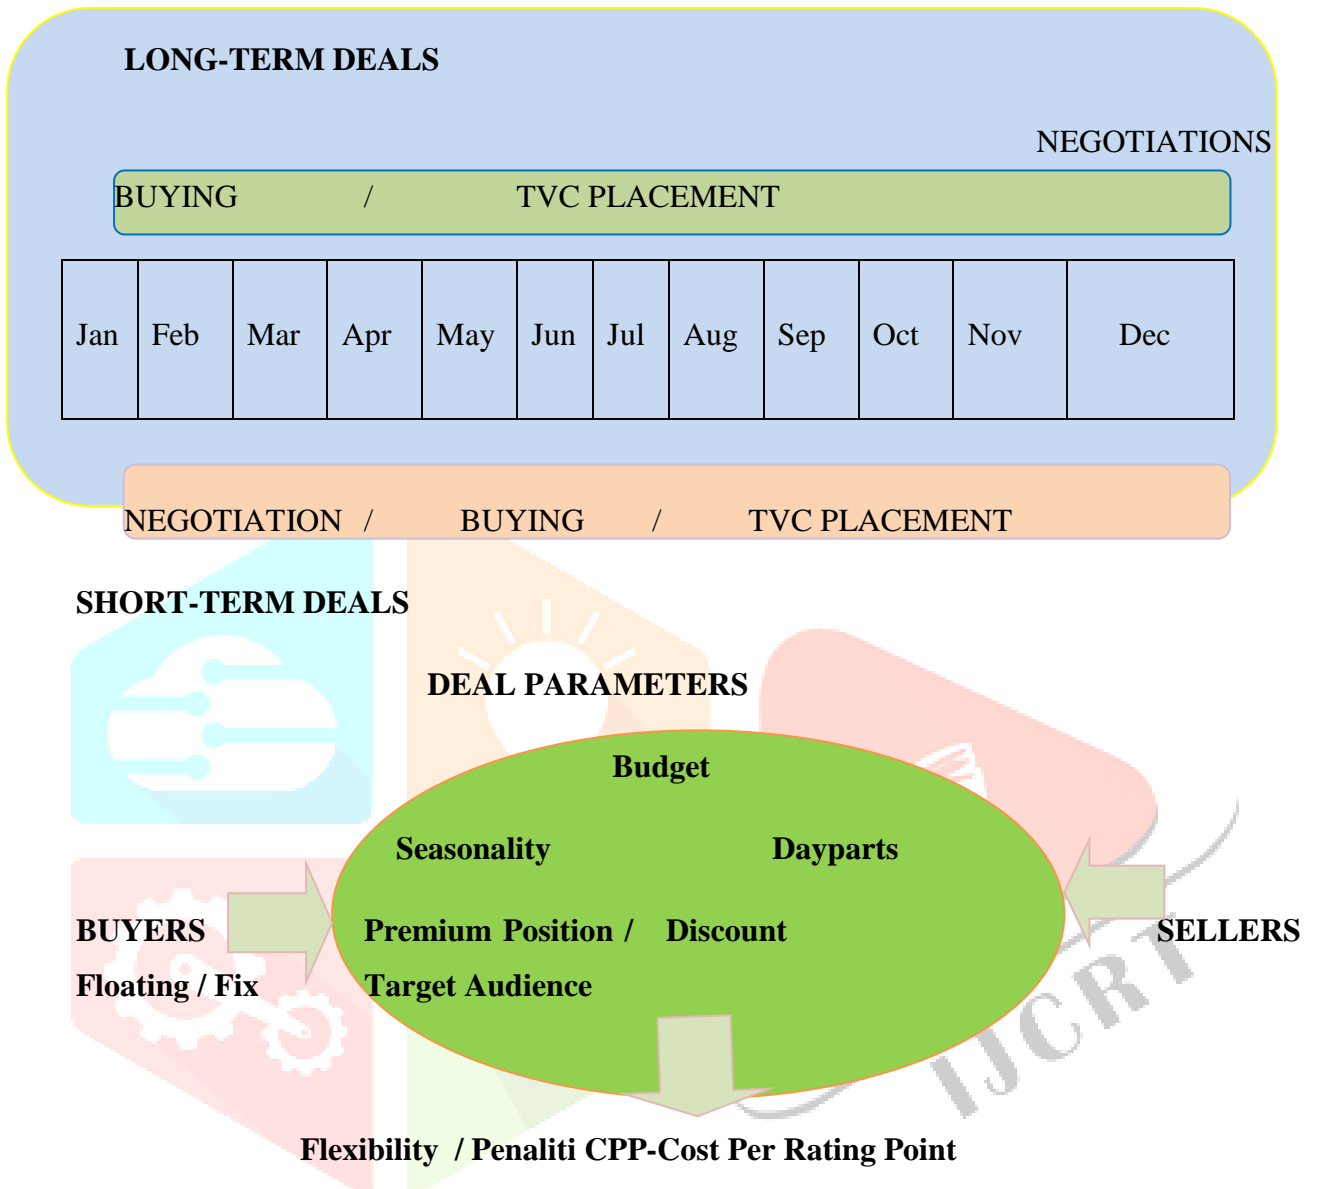 LONG-TERM DEALS
NEGOTIATIONS
BUYING / TVC PLACEMENT
Jan Feb Mar Apr May Jun Jul Aug Sep Oct Nov Dec
NEGOTIATION / BUYING / TVC PLACEMENT
SHORT-TERM DEALS
DEAL PARAMETERS
Budget
Seasonality Dayparts
BUYERS Premium Position / Discount SELLERS
Floating / Fix Target Audience
IJCRT
Flexibility / Penaliti CPP-Cost Per Rating Point